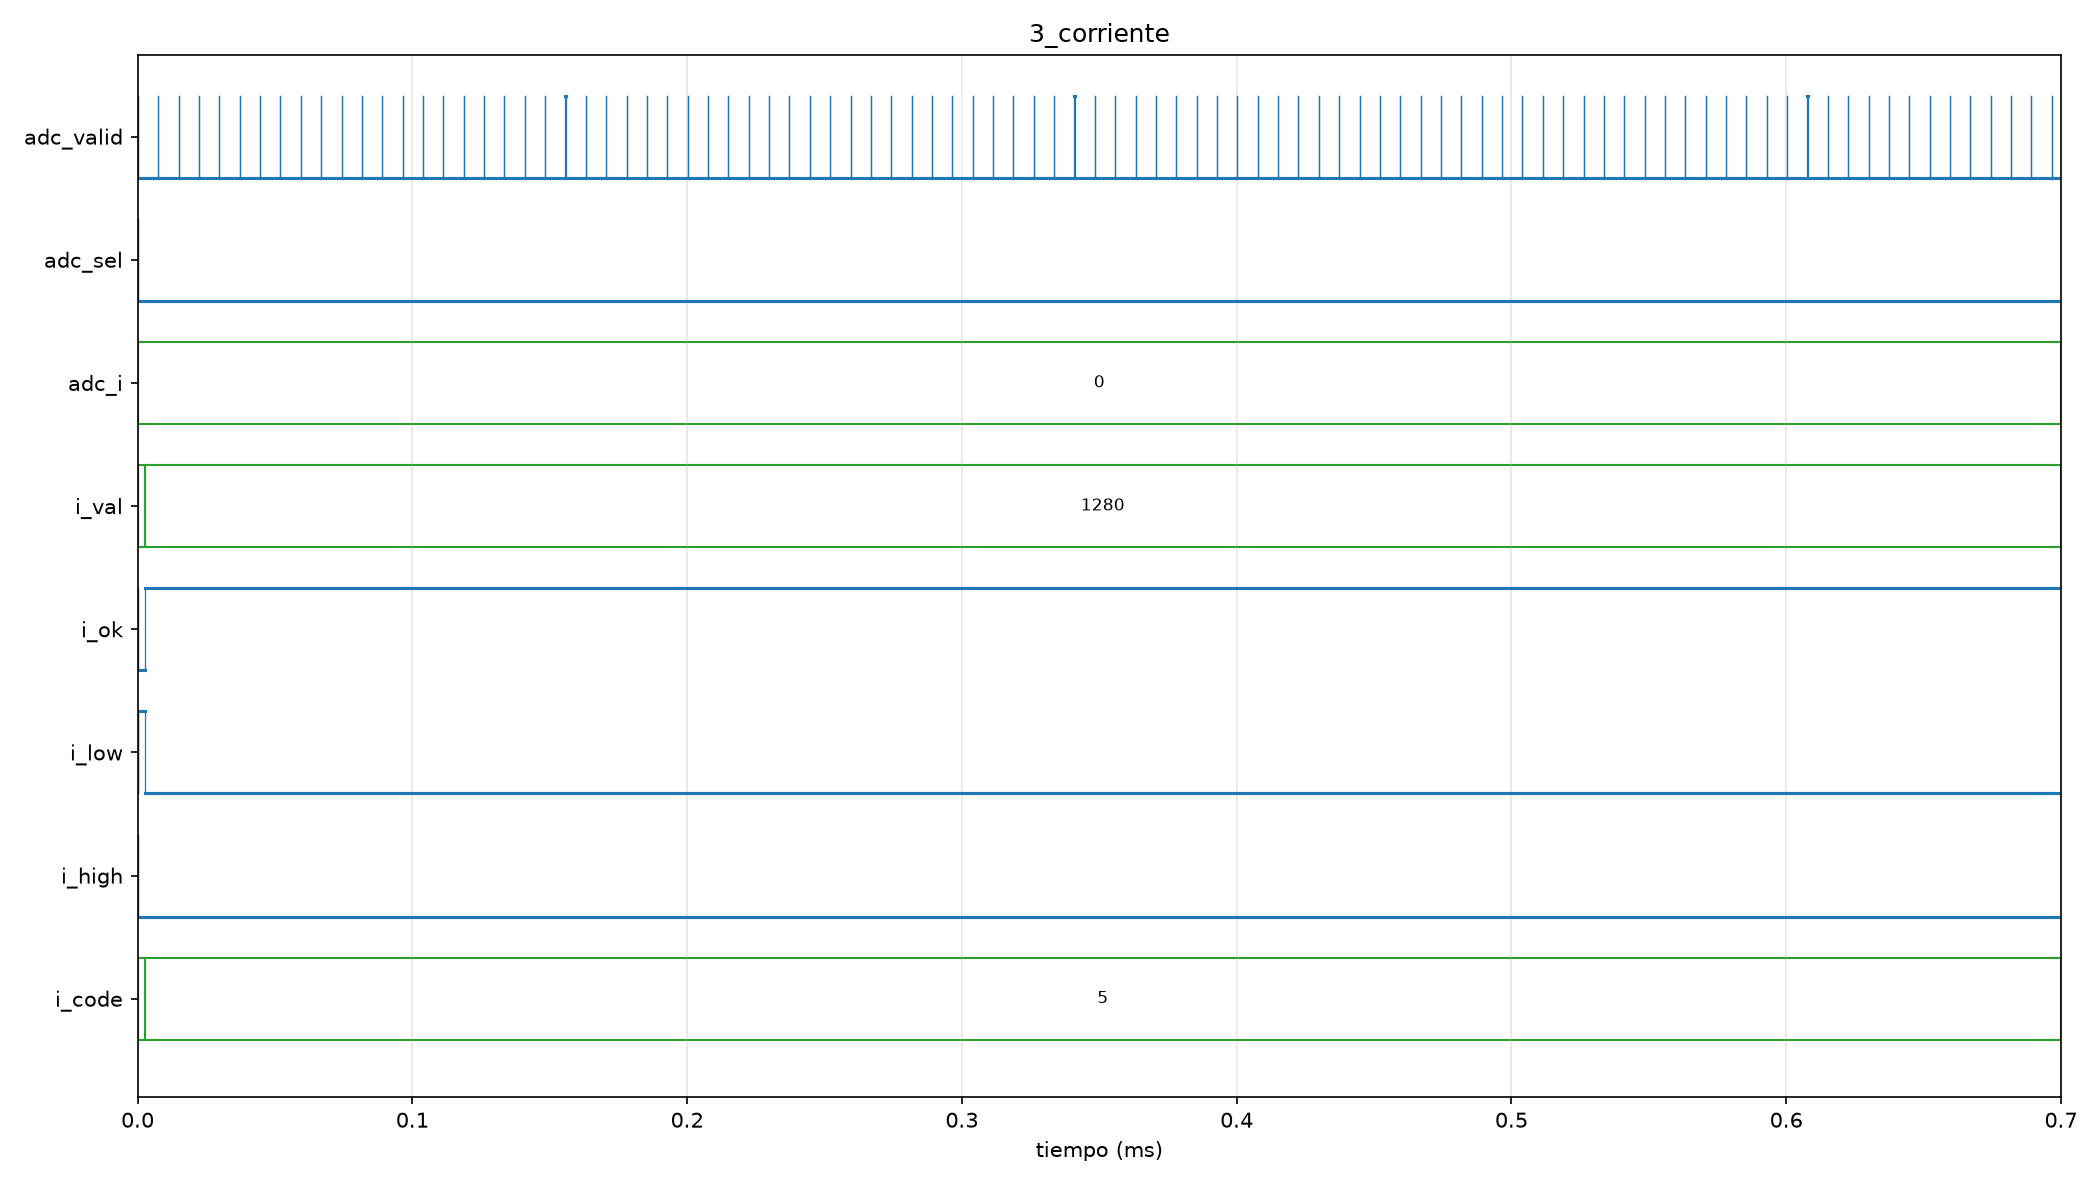 3_corriente
adc_valid
adc_sel
adc_i
0
i_val
1280
i_ok
i_low
i_high
i_code
5
0.0 0.1 0.2 0.3 0.4 0.5 0.6 0.7
tiempo (ms)